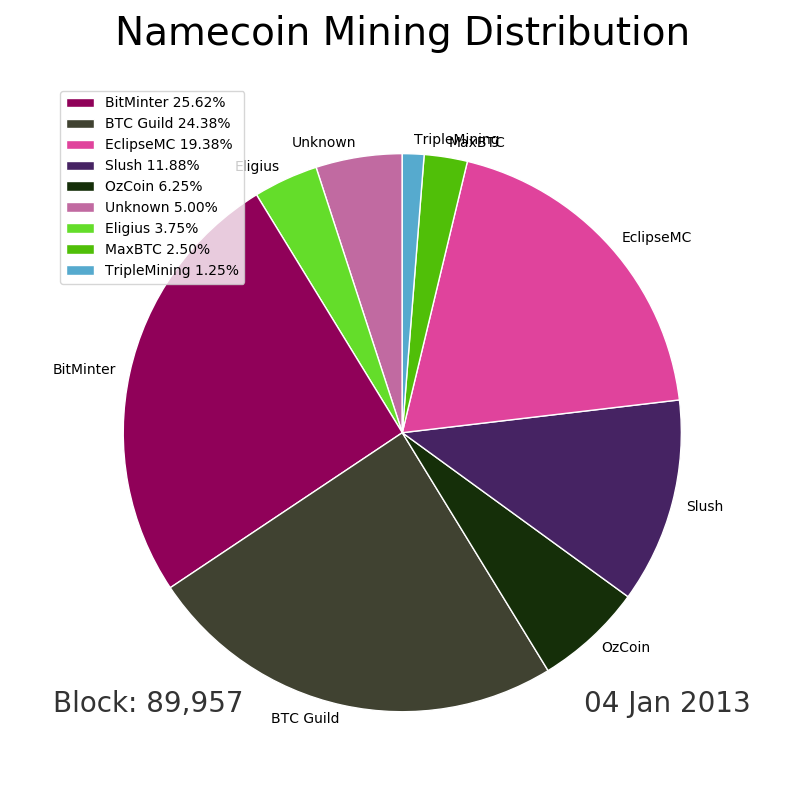 Namecoin Mining Distribution
BitMinter 25.62%
BTC Guild 24.38%
EclipseMC 19.38%
Slush 11.88%
OzCoin 6.25%
Unknown 5.00%
Eligius 3.75%
MaxBTC 2.50%
TripleMining 1.25%
TripleMining
MaxBTC
Unknown
Eligius
EclipseMC
BitMinter
Slush
OzCoin
BTC Guild
Block: 89,957
04 Jan 2013